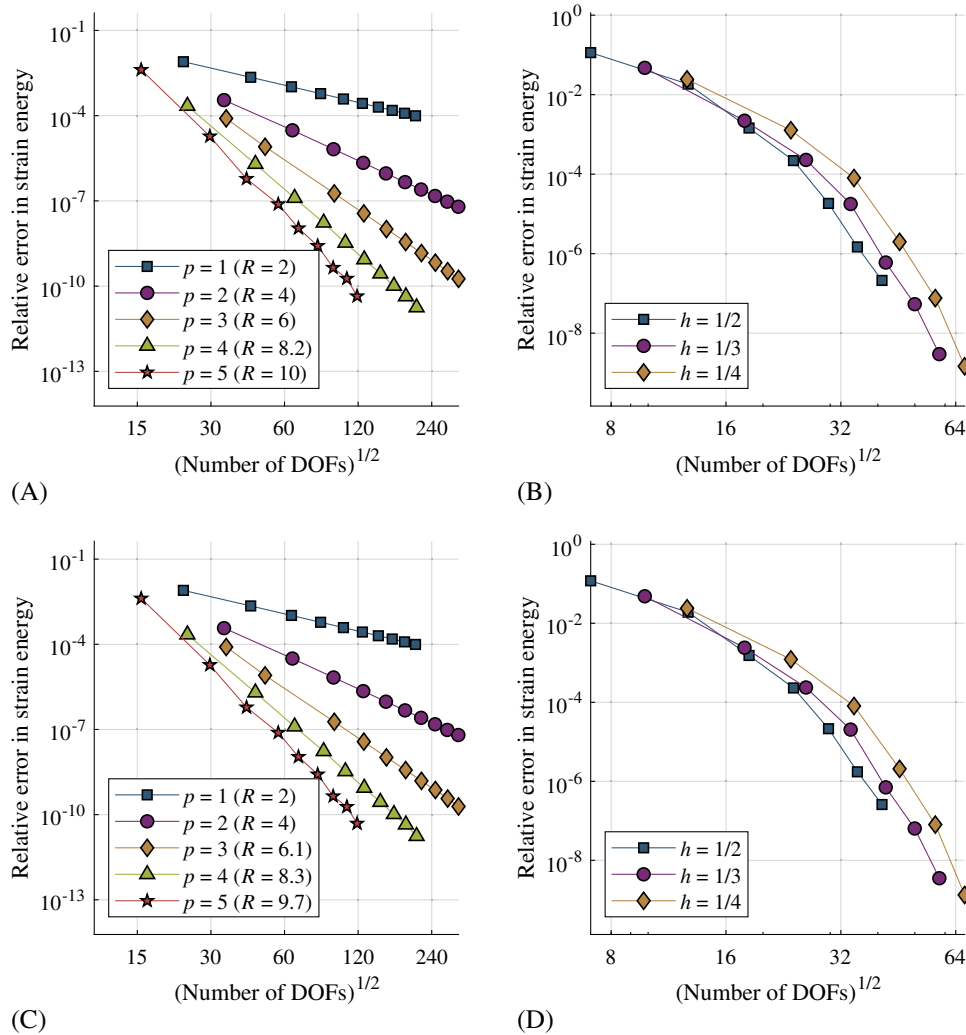 Relative error in strain energy
10^-1
10^-4
10^-7
10^-10
10^-13
p = 1 (R = 2)
p = 2 (R = 4)
p = 3 (R = 6)
p = 4 (R = 8.2)
p = 5 (R = 10)
15 30 60 120 240
(Number of DOFs)^1/2
(A)
Relative error in strain energy
10^0
10^-2
10^-4
10^-6
10^-8
h = 1/2
h = 1/3
h = 1/4
8 16 32 64
(Number of DOFs)^1/2
(B)
Relative error in strain energy
10^-1
10^-4
10^-7
10^-10
10^-13
p = 1 (R = 2)
p = 2 (R = 4)
p = 3 (R = 6.1)
p = 4 (R = 8.3)
p = 5 (R = 9.7)
15 30 60 120 240
(Number of DOFs)^1/2
(C)
Relative error in strain energy
10^0
10^-2
10^-4
10^-6
10^-8
h = 1/2
h = 1/3
h = 1/4
8 16 32 64
(Number of DOFs)^1/2
(D)